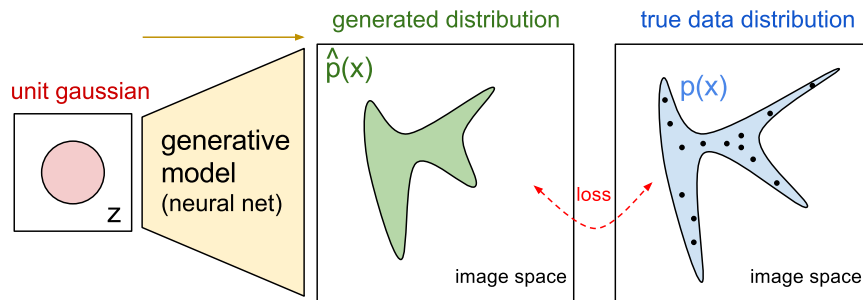 generated distribution
true data distribution
p̂(x)
p(x)
unit gaussian
generative
model
(neural net)
z
loss
image space
image space